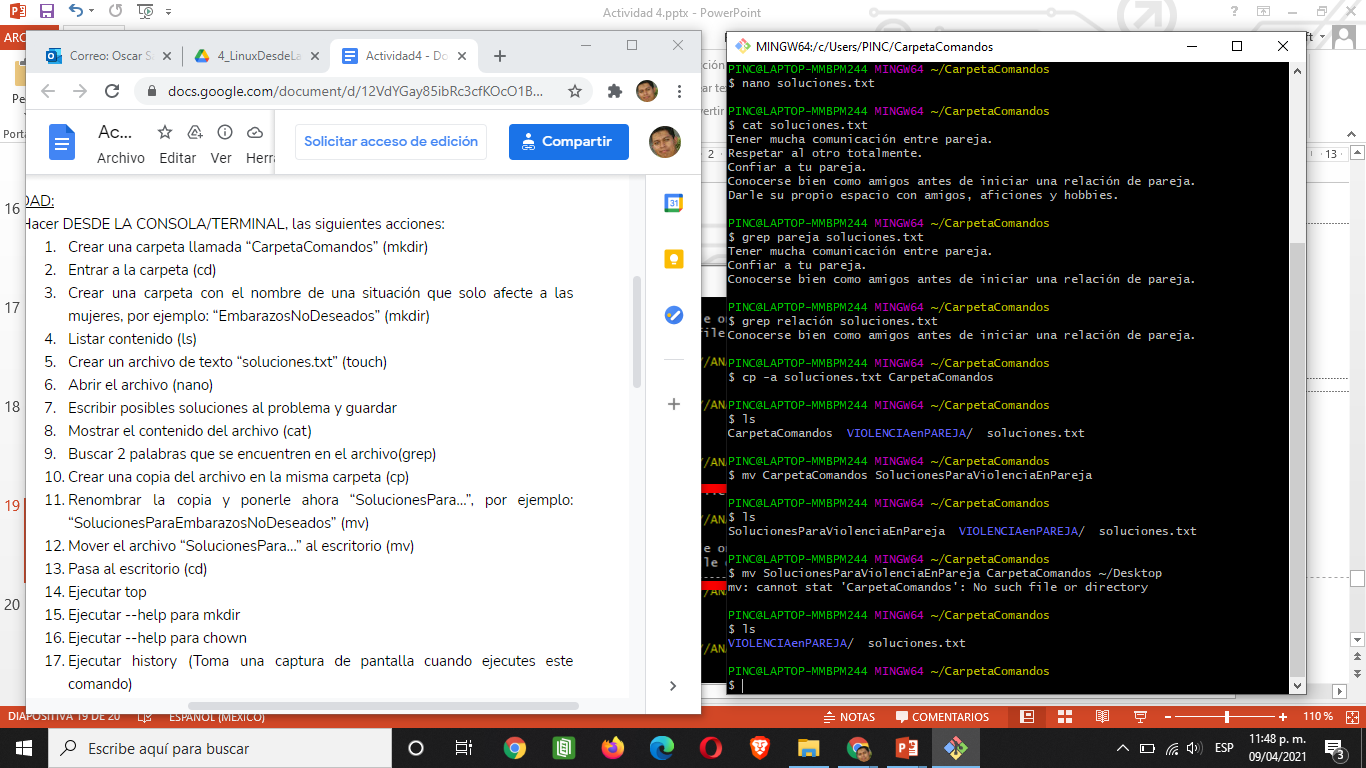 Actividad 4.pptx - PowerPoint
ARC
Correo: Oscar S
4_LinuxDesdeLa
Actividad4 - Do
docs.google.com/document/d/12VdYGay85ibRc3cfKOcO1B...
Ac...
Archivo Editar Ver Herra
Solicitar acceso de edición
Compartir
DAD:
Hacer DESDE LA CONSOLA/TERMINAL, las siguientes acciones:
1. Crear una carpeta llamada “CarpetaComandos” (mkdir)
2. Entrar a la carpeta (cd)
3. Crear una carpeta con el nombre de una situación que solo afecte a las
mujeres, por ejemplo: “EmbarazosNoDeseados” (mkdir)
4. Listar contenido (ls)
5. Crear un archivo de texto “soluciones.txt” (touch)
6. Abrir el archivo (nano)
7. Escribir posibles soluciones al problema y guardar
8. Mostrar el contenido del archivo (cat)
9. Buscar 2 palabras que se encuentren en el archivo(grep)
10. Crear una copia del archivo en la misma carpeta (cp)
11. Renombrar la copia y ponerle ahora “SolucionesPara...”, por ejemplo:
“SolucionesParaEmbarazosNoDeseados” (mv)
12. Mover el archivo “SolucionesPara...” al escritorio (mv)
13. Pasa al escritorio (cd)
14. Ejecutar top
15. Ejecutar --help para mkdir
16. Ejecutar --help para chown
17. Ejecutar history (Toma una captura de pantalla cuando ejecutes este
comando)
16
17
18
19
20
31
MINGW64:/c/Users/PINC/CarpetaComandos
PINC@LAPTOP-MMBPM244 MINGW64 ~/CarpetaComandos
$ nano soluciones.txt
PINC@LAPTOP-MMBPM244 MINGW64 ~/CarpetaComandos
$ cat soluciones.txt
Tener mucha comunicación entre pareja.
Respetar al otro totalmente.
Confiar a tu pareja.
Conocerse bien como amigos antes de iniciar una relación de pareja.
Darle su propio espacio con amigos, aficiones y hobbies.
PINC@LAPTOP-MMBPM244 MINGW64 ~/CarpetaComandos
$ grep pareja soluciones.txt
Tener mucha comunicación entre pareja.
Confiar a tu pareja.
Conocerse bien como amigos antes de iniciar una relación de pareja.
PINC@LAPTOP-MMBPM244 MINGW64 ~/CarpetaComandos
$ grep relación soluciones.txt
Conocerse bien como amigos antes de iniciar una relación de pareja.
PINC@LAPTOP-MMBPM244 MINGW64 ~/CarpetaComandos
$ cp -a soluciones.txt CarpetaComandos
PINC@LAPTOP-MMBPM244 MINGW64 ~/CarpetaComandos
$ ls
CarpetaComandos VIOLENCIAenPAREJA/ soluciones.txt
PINC@LAPTOP-MMBPM244 MINGW64 ~/CarpetaComandos
$ mv CarpetaComandos SolucionesParaViolenciaEnPareja
PINC@LAPTOP-MMBPM244 MINGW64 ~/CarpetaComandos
$ ls
SolucionesParaViolenciaEnPareja VIOLENCIAenPAREJA/ soluciones.txt
PINC@LAPTOP-MMBPM244 MINGW64 ~/CarpetaComandos
$ mv SolucionesParaViolenciaEnPareja CarpetaComandos ~/Desktop
mv: cannot stat 'CarpetaComandos': No such file or directory
PINC@LAPTOP-MMBPM244 MINGW64 ~/CarpetaComandos
$ ls
VIOLENCIAenPAREJA/ soluciones.txt
PINC@LAPTOP-MMBPM244 MINGW64 ~/CarpetaComandos
$
13
DIAPOSITIVA 19 DE 20 ESPAÑOL (MÉXICO)
NOTAS COMENTARIOS 110 %
Escribe aquí para buscar
ESP
11:48 p. m.
09/04/2021
3